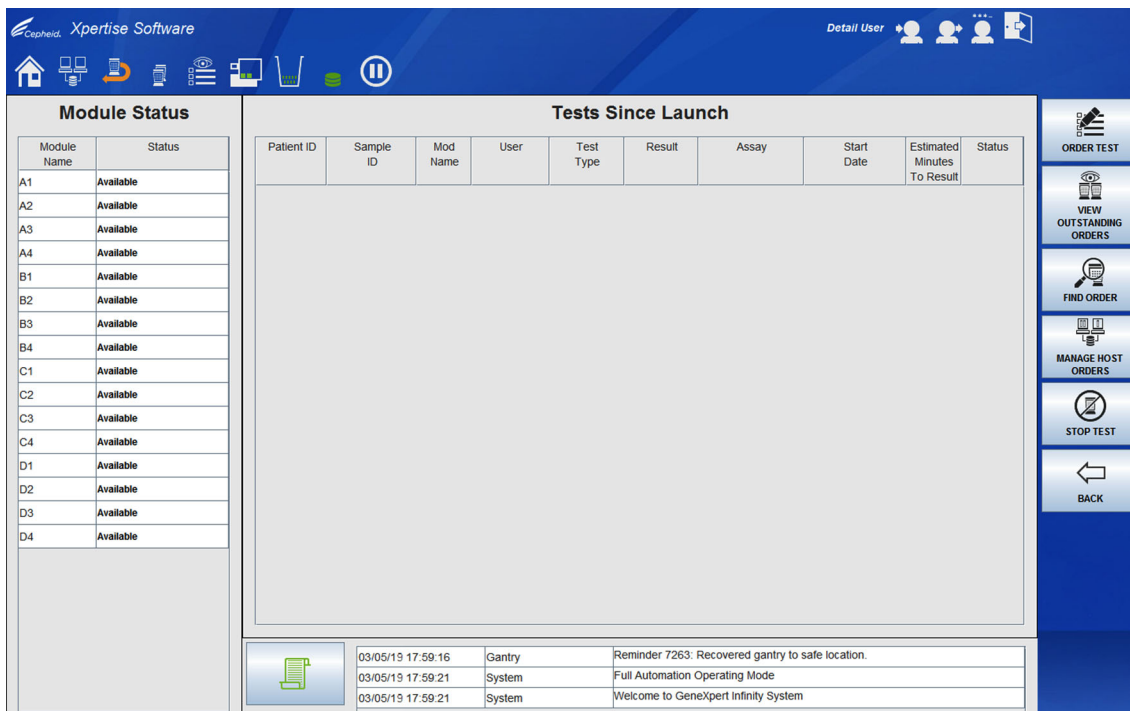 Cepheid. Xpertise Software
Detail User
Module Status
Module Name Status
A1 Available
A2 Available
A3 Available
A4 Available
B1 Available
B2 Available
B3 Available
B4 Available
C1 Available
C2 Available
C3 Available
C4 Available
D1 Available
D2 Available
D3 Available
D4 Available
Tests Since Launch
Patient ID Sample ID Mod Name User Test Type Result Assay Start Date Estimated Minutes To Result Status
03/05/19 17:59:16 Gantry Reminder 7263: Recovered gantry to safe location.
03/05/19 17:59:21 System Full Automation Operating Mode
03/05/19 17:59:21 System Welcome to GeneXpert Infinity System
ORDER TEST
VIEW
OUTSTANDING
ORDERS
FIND ORDER
MANAGE HOST
ORDERS
STOP TEST
BACK